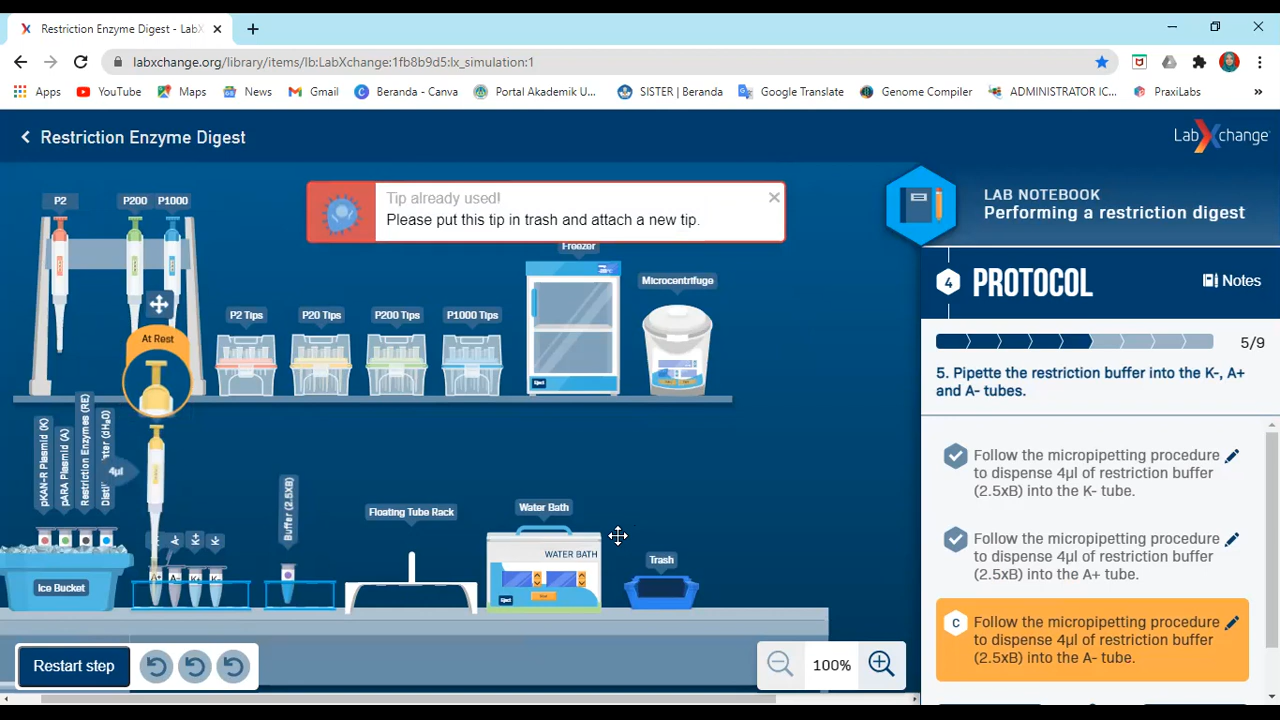 Restriction Enzyme Digest - LabX
labxchange.org/library/items/lb:LabXchange:1fb8b9d5:lx_simulation:1
Apps
YouTube
Maps
News
Gmail
Beranda - Canva
Portal Akademik U...
SISTER | Beranda
Google Translate
Genome Compiler
ADMINISTRATOR IC...
PraxiLabs
»
Restriction Enzyme Digest
Lab Xchange
P2
P200
P1000
Tip already used!
Please put this tip in trash and attach a new tip.
Freezer
Microcentrifuge
P2 Tips
P20 Tips
P200 Tips
P1000 Tips
At Rest
Eject
pKAN-R Plasmid (K)
pARA Plasmid (A)
Restriction Enzymes (RE)
4μl
Buffer (2.5XB)
Floating Tube Rack
Water Bath
WATER BATH
Eject
Trash
Ice Bucket
A+
A-
K+
K-
Restart step
100%
LAB NOTEBOOK
Performing a restriction digest
4
PROTOCOL
Notes
5/9
5. Pipette the restriction buffer into the K-, A+
and A- tubes.
Follow the micropipetting procedure
to dispense 4μl of restriction buffer
(2.5xB) into the K- tube.
Follow the micropipetting procedure
to dispense 4μl of restriction buffer
(2.5xB) into the A+ tube.
C
Follow the micropipetting procedure
to dispense 4μl of restriction buffer
(2.5xB) into the A- tube.